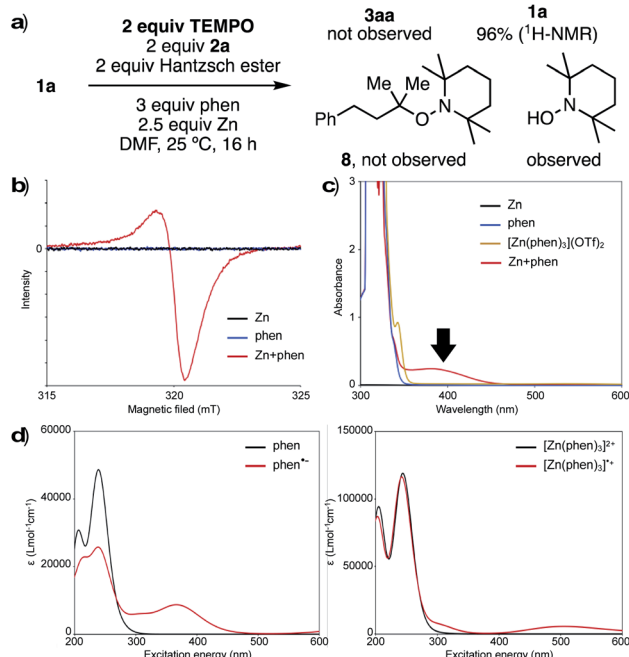 a)
2 equiv TEMPO
2 equiv 2a
2 equiv Hantzsch ester
1a
3 equiv phen
2.5 equiv Zn
DMF, 25 ºC, 16 h
3aa
not observed
1a
96% (¹H-NMR)
Me Me
Ph O N
HO N
8, not observed
observed
b)
Intensity
0
Zn
phen
Zn+phen
315 320 325
Magnetic filed (mT)
c)
Absorbance
3
2
1
0
Zn
phen
[Zn(phen)₃](OTf)₂
Zn+phen
300 400 500 600
Wavelength (nm)
d)
ε (Lmol⁻¹cm⁻¹)
60000
40000
20000
0
phen
phen•⁻
200 300 400 500 600
Excitation energy (nm)
ε (Lmol⁻¹cm⁻¹)
150000
100000
50000
0
[Zn(phen)₃]²⁺
[Zn(phen)₃]•⁺
200 300 400 500 600
Excitation energy (nm)